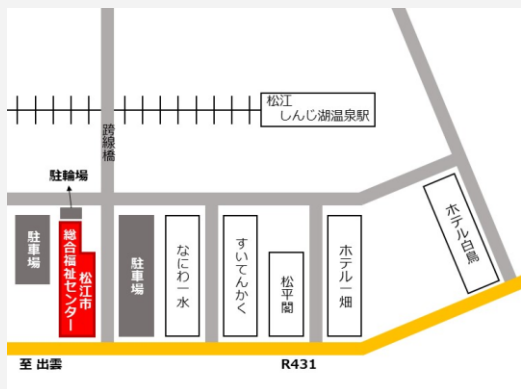 松江
しんじ湖温泉駅
跨線橋
駐輪場
駐車場
松江市
総合福祉センター
駐車場
なにわ一水
すいてんかく
松平閣
ホテル一畑
ホテル白鳥
至 出雲
R431